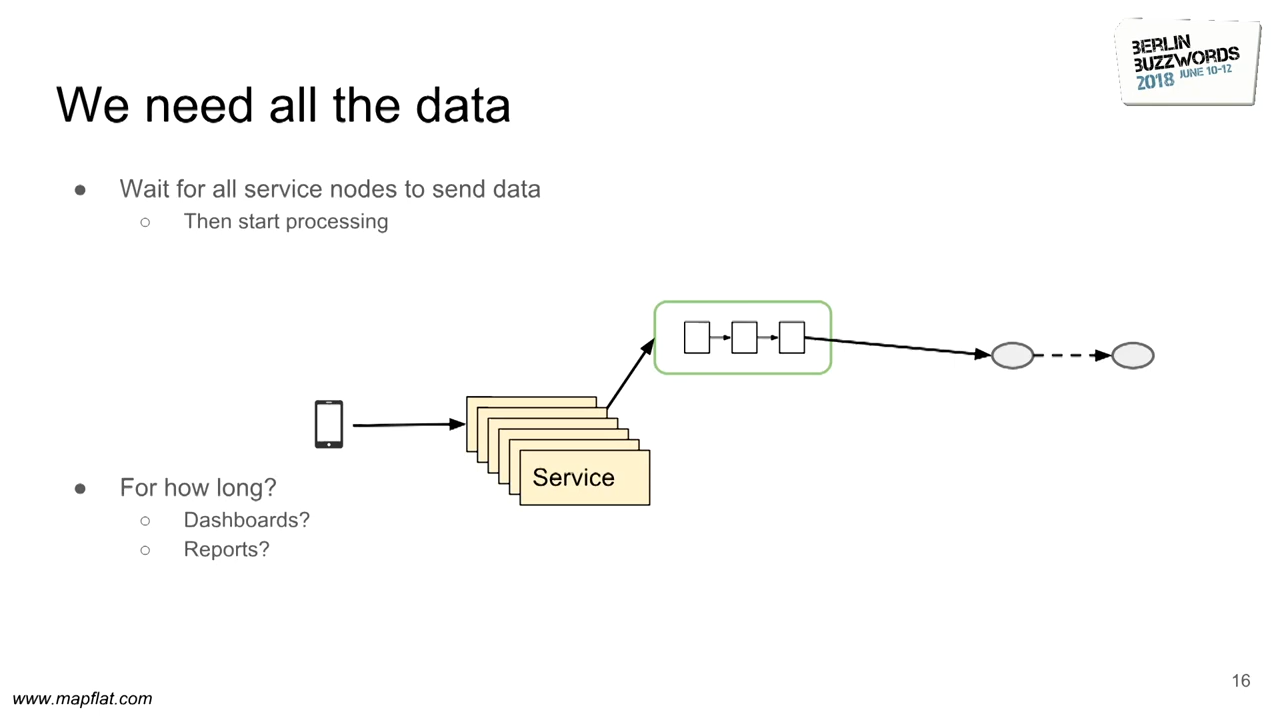 BERLIN
BUZZWORDS
2018 JUNE 10-12
We need all the data
● Wait for all service nodes to send data
○ Then start processing
Service
● For how long?
○ Dashboards?
○ Reports?
16
www.mapflat.com